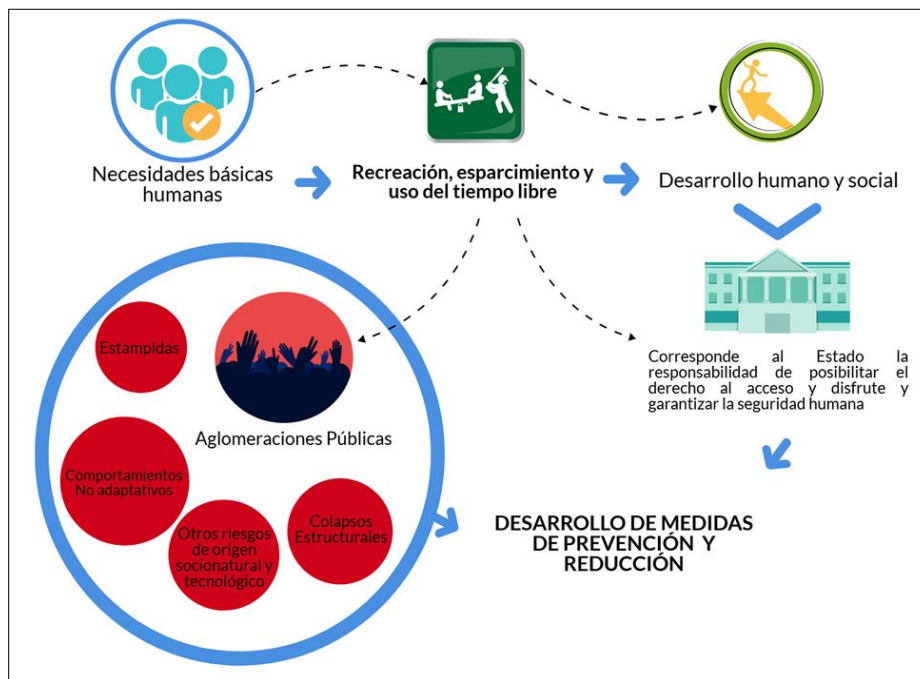 Necesidades básicas
humanas
Recreación, esparcimiento y
uso del tiempo libre
Desarrollo humano y social
Corresponde al Estado la
responsabilidad de posibilitar el
derecho al acceso y disfrute y
garantizar la seguridad humana
Estampidas
Aglomeraciones Públicas
Comportamientos
No adaptativos
Otros riesgos
de origen
socionatural y
tecnológico
Colapsos
Estructurales
DESARROLLO DE MEDIDAS
DE PREVENCIÓN Y
REDUCCIÓN